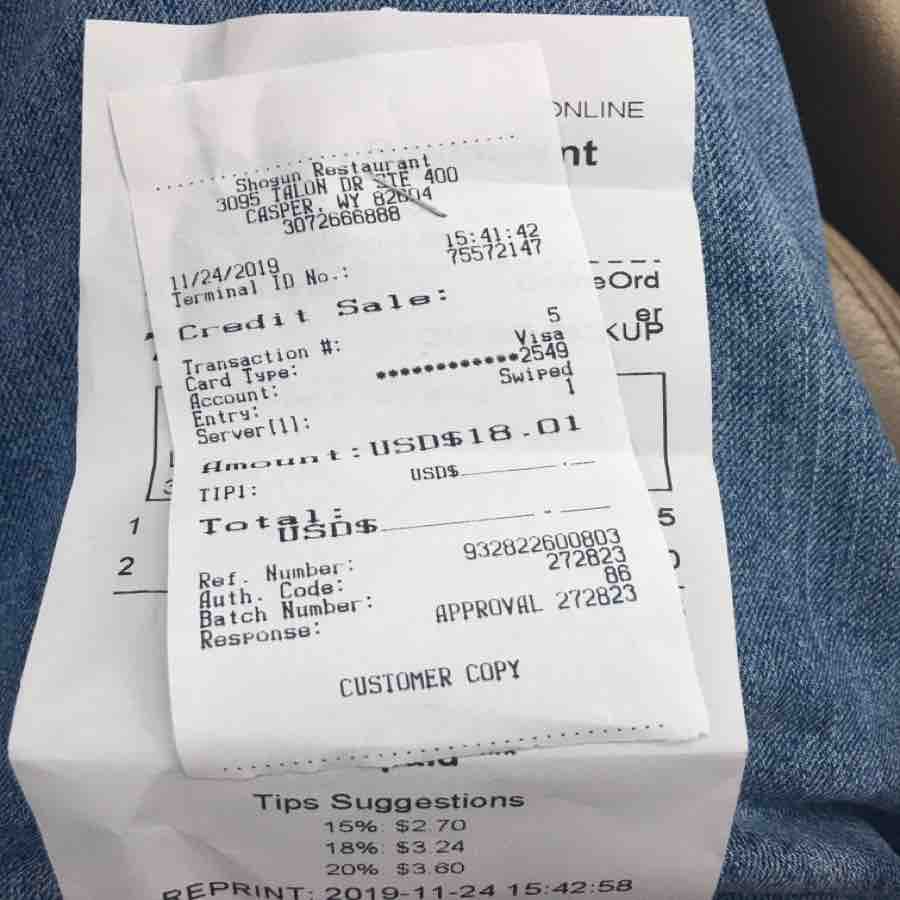 ONLINE
nt
Shogun Restaurant
3095 TALON DR STE 400
CASPER, WY 82604
3072666888
11/24/2019 15:41:42
Terminal ID No.: 75572147
eOrd
er
KUP
Credit Sale:
Transaction #: 5
Card Type: Visa
Account: ************2549
Entry: Swiped
Server[1]: 1
Amount:USD$18.01
TIP1: USD$________.__
Total:
USD$____________.____
1 5
2
Ref. Number: 932822600803
Auth. Code: 272823
Batch Number: 86
Response: APPROVAL 272823
CUSTOMER COPY
Tips Suggestions
15%: $2.70
18%: $3.24
20%: $3.60
REPRINT: 2019-11-24 15:42:58